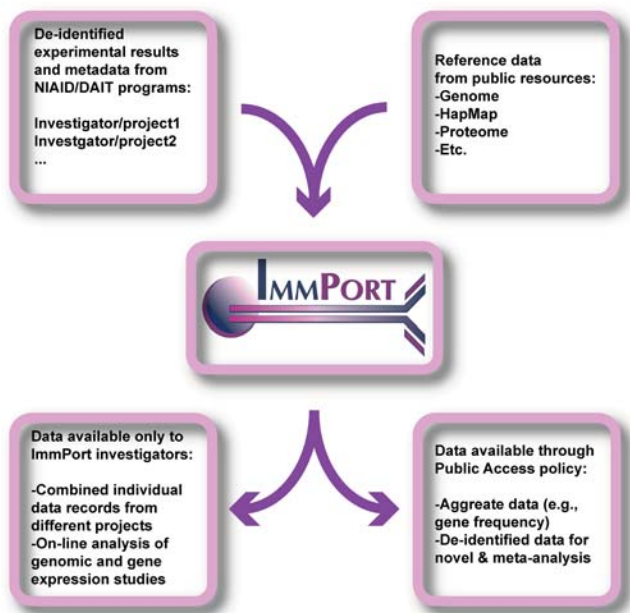 De-identified
experimental results
and metadata from
NIAID/DAIT programs:
Investigator/project1
Investgator/project2
...
Reference data
from public resources:
-Genome
-HapMap
-Proteome
-Etc.
IMMPORT
Data available only to
ImmPort investigators:
-Combined individual
data records from
different projects
-On-line analysis of
genomic and gene
expression studies
Data available through
Public Access policy:
-Aggreate data (e.g.,
gene frequency)
-De-identified data for
novel & meta-analysis